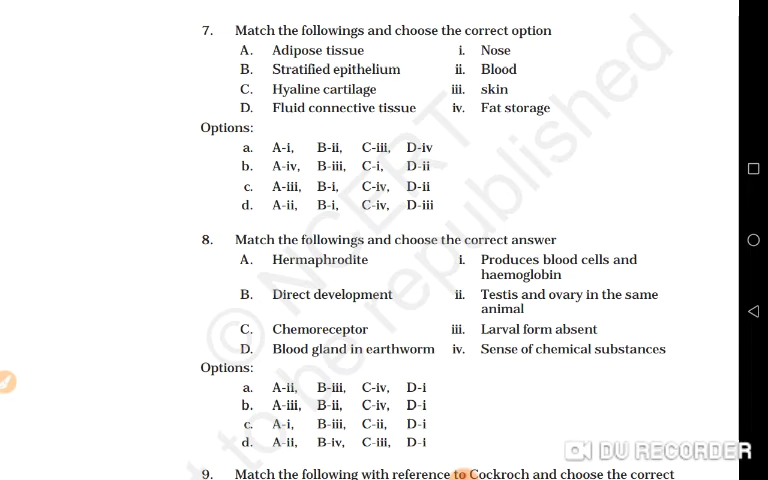 7. Match the followings and choose the correct option
A. Adipose tissue i. Nose
B. Stratified epithelium ii. Blood
C. Hyaline cartilage iii. skin
D. Fluid connective tissue iv. Fat storage
Options:
a. A-i, B-ii, C-iii, D-iv
b. A-iv, B-iii, C-i, D-ii
c. A-iii, B-i, C-iv, D-ii
d. A-ii, B-i, C-iv, D-iii
8. Match the followings and choose the correct answer
A. Hermaphrodite i. Produces blood cells and
haemoglobin
B. Direct development ii. Testis and ovary in the same
animal
C. Chemoreceptor iii. Larval form absent
D. Blood gland in earthworm iv. Sense of chemical substances
Options:
a. A-ii, B-iii, C-iv, D-i
b. A-iii, B-ii, C-iv, D-i
c. A-i, B-iii, C-ii, D-i
d. A-ii, B-iv, C-iii, D-i
9. Match the following with reference to Cockroch and choose the correct
© NCERT
not to be republished
DU RECORDER